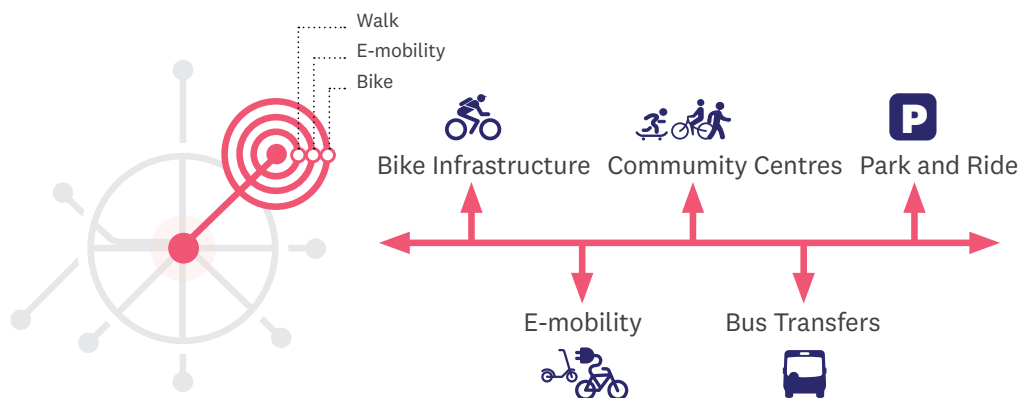 Walk
E-mobility
Bike
Bike Infrastructure
Community Centres
P
Park and Ride
E-mobility
Bus Transfers